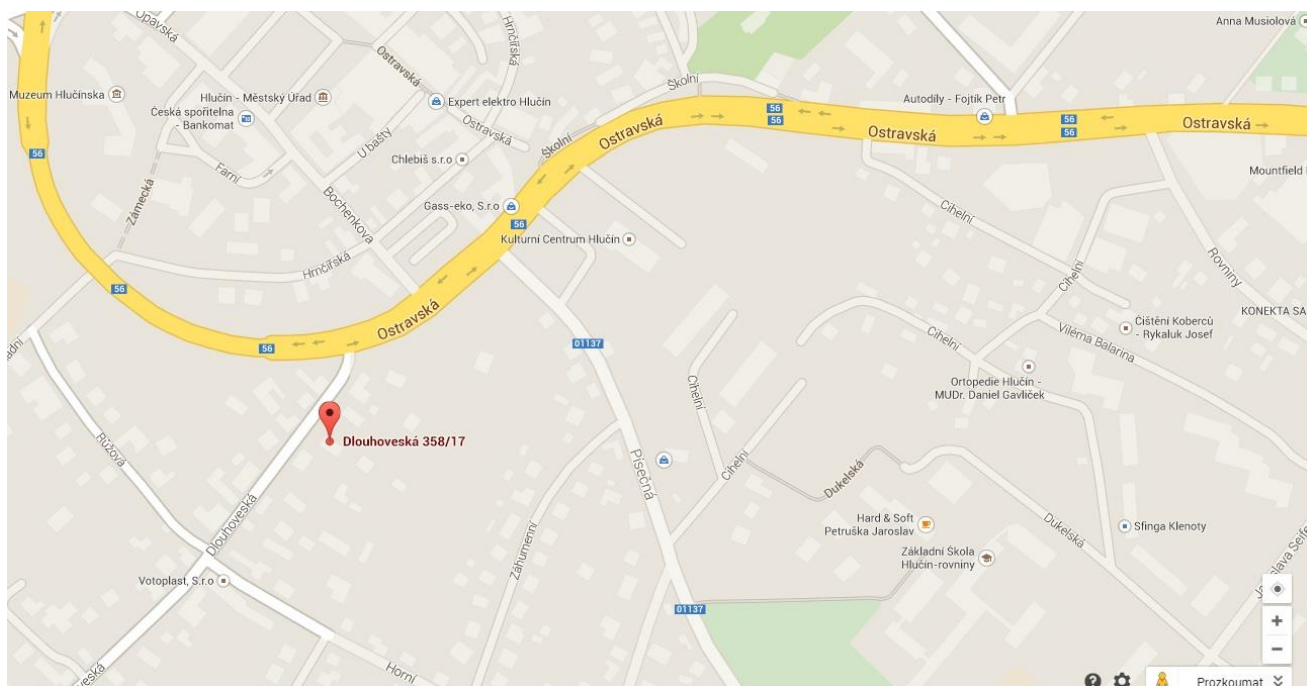 Opavská
Hrnčířská
Anna Musiolová
Ostravská
Muzeum Hlučínska
Hlučín - Městský Úřad
Expert elektro Hlučín
Školní
Autodíly - Fojtík Petr
56
56
56
56
Česká spořitelna
- Bankomat
Ostravská
Ostravská
Ostravská
Ostravská
U bašty
Školní
56
Chlebiš s.r.o
Farní
Mountfield
Zámecká
Bochenkova
Gass-eko, S.r.o
56
Cihelní
Kulturní Centrum Hlučín
Rovniny
Hrnčířská
Cihelní
56
Ostravská
KONEKTA SA
Čištění Koberců
- Rykaluk Josef
Viléma Balarina
Cihelní
56
01137
Ortopedie Hlučín -
MUDr. Daniel Gavlíček
Cihelní
Růžová
Dlouhoveská 358/17
Písečná
Cihelní
Dukelská
Dlouhoveská
Záhumenní
Hard & Soft
Petruška Jaroslav
Dukelská
Sfinga Klenoty
Základní Škola
Hlučín-rovniny
Votoplast, S.r.o
01137
Horní
Prozkoumat